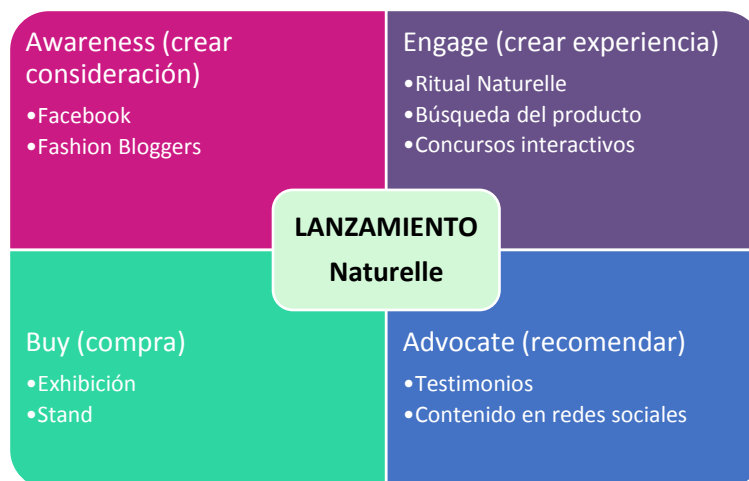 Awareness (crear
consideración)
•Facebook
•Fashion Bloggers
Engage (crear experiencia)
•Ritual Naturelle
•Búsqueda del producto
•Concursos interactivos
LANZAMIENTO
Naturelle
Buy (compra)
•Exhibición
•Stand
Advocate (recomendar)
•Testimonios
•Contenido en redes sociales